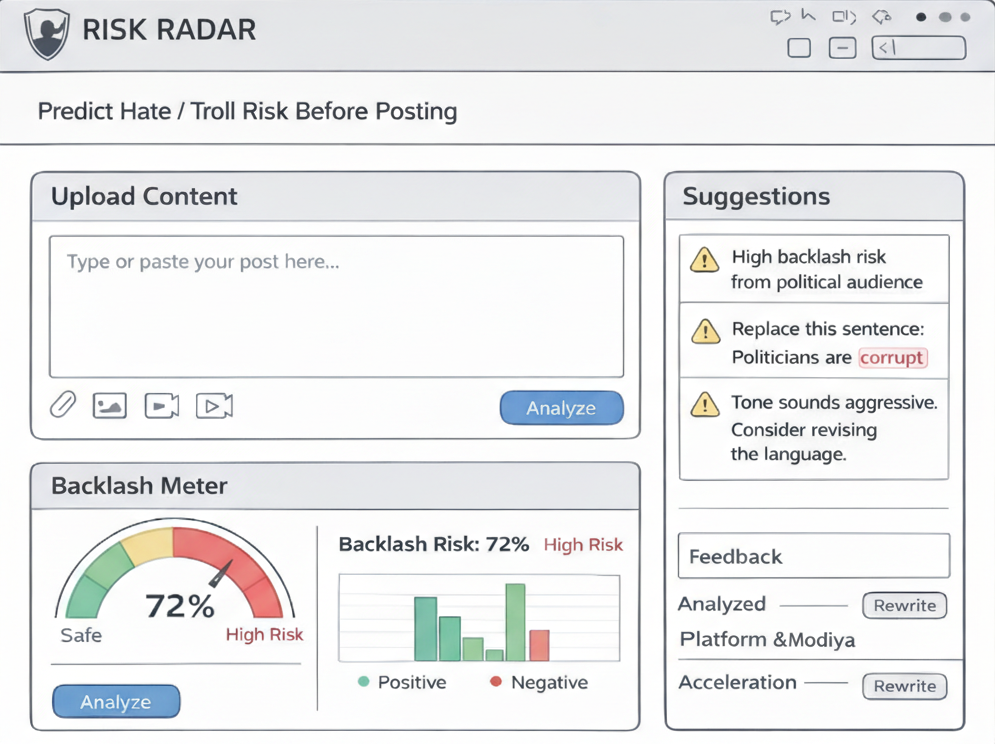 RISK RADAR
Predict Hate / Troll Risk Before Posting
Upload Content
Type or paste your post here...
Analyze
Backlash Meter
72%
Safe
High Risk
Analyze
Backlash Risk: 72% High Risk
Positive
Negative
Suggestions
High backlash risk
from political audience
Replace this sentence:
Politicians are corrupt
Tone sounds aggressive.
Consider revising
the language.
Feedback
Analyzed
Rewrite
Platform &Modiya
Acceleration
Rewrite